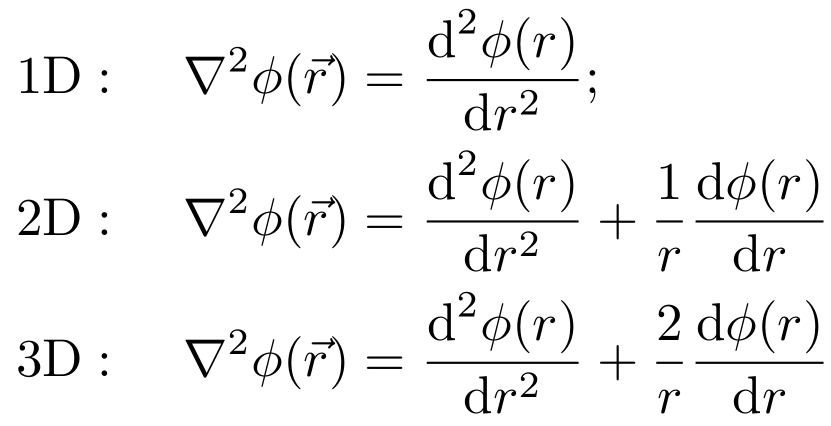 1D : ∇²ϕ(r⃗) = d²ϕ(r)/dr²;
2D : ∇²ϕ(r⃗) = d²ϕ(r)/dr² + 1/r dϕ(r)/dr
3D : ∇²ϕ(r⃗) = d²ϕ(r)/dr² + 2/r dϕ(r)/dr